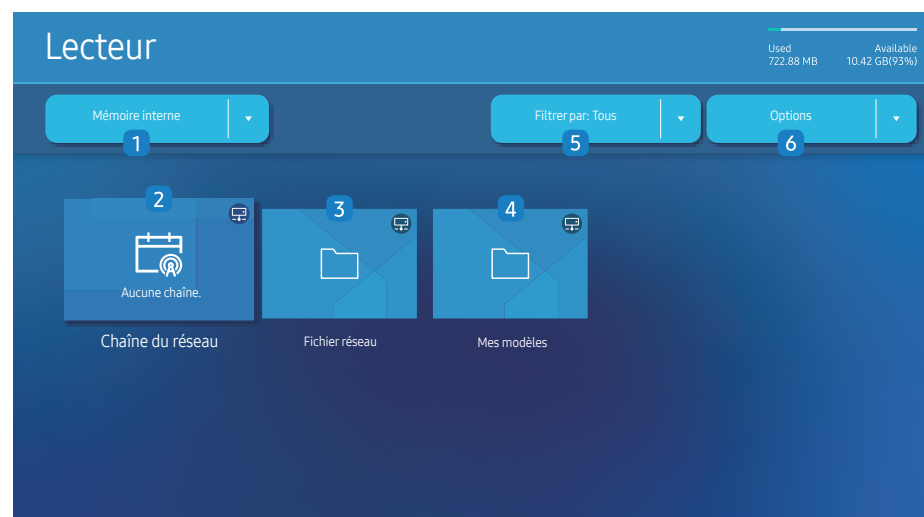 Lecteur
Used Available
722.88 MB 10.42 GB(93%)
Mémoire interne
Filtrer par: Tous
Options
1
5
6
2
3
4
Aucune chaîne.
Chaîne du réseau
Fichier réseau
Mes modèles